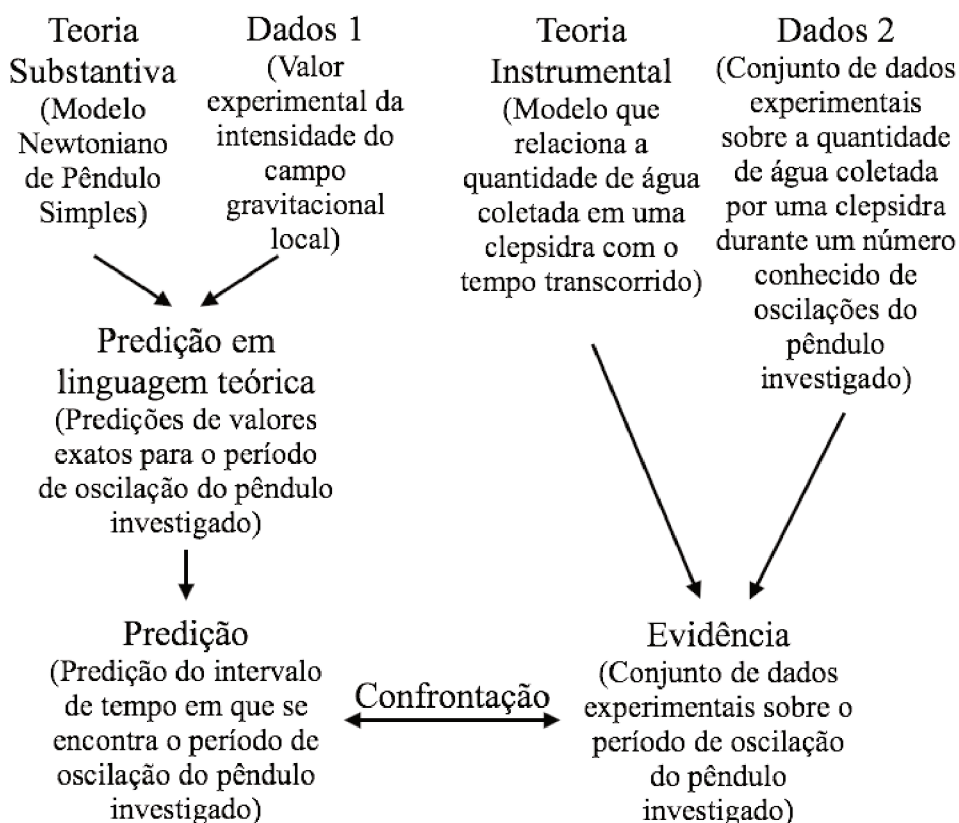 Teoria
Substantiva
(Modelo
Newtoniano
de Pêndulo
Simples)
Dados 1
(Valor
experimental da
intensidade do
campo
gravitacional
local)
Teoria
Instrumental
(Modelo que
relaciona a
quantidade de água
coletada em uma
clepsidra com o
tempo transcorrido)
Dados 2
(Conjunto de dados
experimentais
sobre a quantidade
de água coletada
por uma clepsidra
durante um número
conhecido de
oscilações do
pêndulo
investigado)
Predição em
linguagem teórica
(Predições de valores
exatos para o período
de oscilação do pêndulo
investigado)
Predição
(Predição do intervalo
de tempo em que se
encontra o período de
oscilação do pêndulo
investigado)
Confrontação
Evidência
(Conjunto de dados
experimentais sobre o
período de oscilação
do pêndulo
investigado)